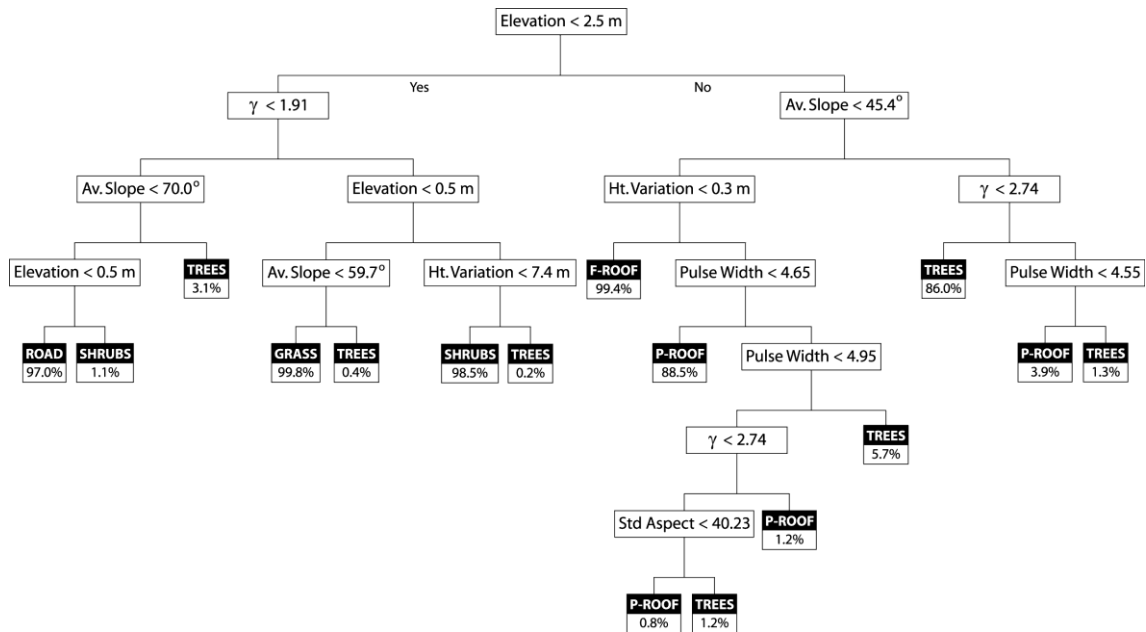 Elevation < 2.5 m
Yes
No
γ < 1.91
Av. Slope < 45.4°
Av. Slope < 70.0°
Elevation < 0.5 m
Ht. Variation < 0.3 m
γ < 2.74
Elevation < 0.5 m
TREES
3.1%
Av. Slope < 59.7°
Ht. Variation < 7.4 m
F-ROOF
99.4%
Pulse Width < 4.65
TREES
86.0%
Pulse Width < 4.55
ROAD
97.0%
SHRUBS
1.1%
GRASS
99.8%
TREES
0.4%
SHRUBS
98.5%
TREES
0.2%
P-ROOF
88.5%
Pulse Width < 4.95
P-ROOF
3.9%
TREES
1.3%
γ < 2.74
TREES
5.7%
Std Aspect < 40.23
P-ROOF
1.2%
P-ROOF
0.8%
TREES
1.2%